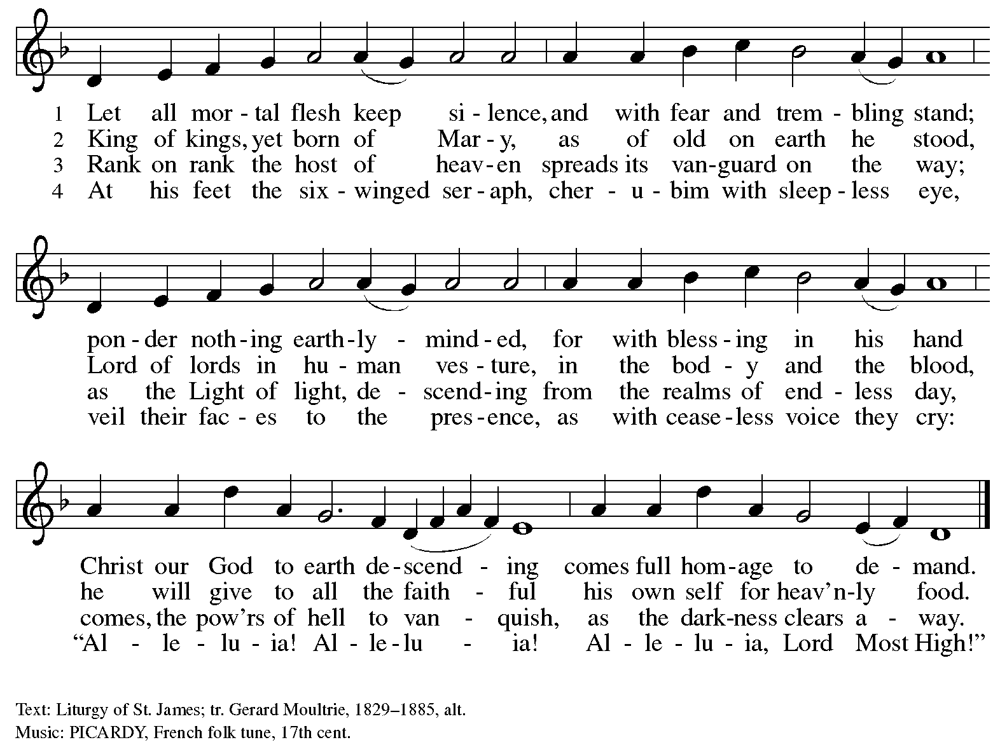 1 Let all mor - tal flesh keep si - lence, and with fear and trem - bling stand;
2 King of kings, yet born of Mar - y, as of old on earth he stood,
3 Rank on rank the host of heav - en spreads its van - guard on the way;
4 At his feet the six - winged ser - aph, cher - u - bim with sleep - less eye,
pon - der noth - ing earth - ly - mind - ed, for with bless - ing in his hand
Lord of lords in hu - man ves - ture, in the bod - y and the blood,
as the Light of light, de - scend - ing from the realms of end - less day,
veil their fac - es to the pres - ence, as with cease - less voice they cry:
Christ our God to earth de - scend - ing comes full hom - age to de - mand.
he will give to all the faith - ful his own self for heav'n - ly food.
comes, the pow'rs of hell to van - quish, as the dark - ness clears a - way.
“Al - le - lu - ia! Al - le - lu - ia! Al - le - lu - ia, Lord Most High!”
Text: Liturgy of St. James; tr. Gerard Moultrie, 1829–1885, alt.
Music: PICARDY, French folk tune, 17th cent.